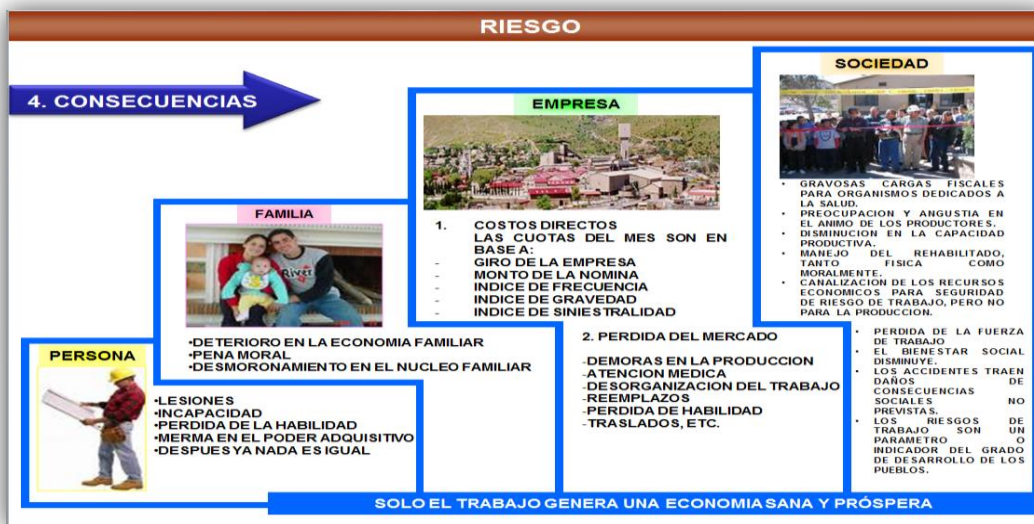 RIESGO
4. CONSECUENCIAS
PERSONA
•LESIONES
•INCAPACIDAD
•PERDIDA DE LA HABILIDAD
•MERMA EN EL PODER ADQUISITIVO
•DESPUES YA NADA ES IGUAL
FAMILIA
River
•DETERIORO EN LA ECONOMIA FAMILIAR
•PENA MORAL
•DESMORONAMIENTO EN EL NUCLEO FAMILIAR
EMPRESA
1. COSTOS DIRECTOS
LAS CUOTAS DEL MES SON EN
BASE A:
- GIRO DE LA EMPRESA
- MONTO DE LA NOMINA
- INDICE DE FRECUENCIA
- INDICE DE GRAVEDAD
- INDICE DE SINIESTRALIDAD
2. PERDIDA DEL MERCADO
-DEMORAS EN LA PRODUCCION
-ATENCION MEDICA
-DESORGANIZACION DEL TRABAJO
-REEMPLAZOS
-PERDIDA DE HABILIDAD
-TRASLADOS, ETC.
SOCIEDAD
• GRAVOSAS CARGAS FISCALES
PARA ORGANISMOS DEDICADOS A
LA SALUD.
• PREOCUPACION Y ANGUSTIA EN
EL ANIMO DE LOS PRODUCTORES.
• DISMINUCION EN LA CAPACIDAD
PRODUCTIVA.
• MANEJO DEL REHABILITADO,
TANTO FISICA COMO
MORALMENTE.
• CANALIZACION DE LOS RECURSOS
ECONOMICOS PARA SEGURIDAD
DE RIESGO DE TRABAJO, PERO NO
PARA LA PRODUCCION.
• PERDIDA DE LA FUERZA
DE TRABAJO
• EL BIENESTAR SOCIAL
DISMINUYE.
• LOS ACCIDENTES TRAEN
DAÑOS DE
CONSECUENCIAS
SOCIALES NO
PREVISTAS.
• LOS RIESGOS DE
TRABAJO SON UN
PARAMETRO O
INDICADOR DEL GRADO
DE DESARROLLO DE LOS
PUEBLOS.
SOLO EL TRABAJO GENERA UNA ECONOMIA SANA Y PRÓSPERA